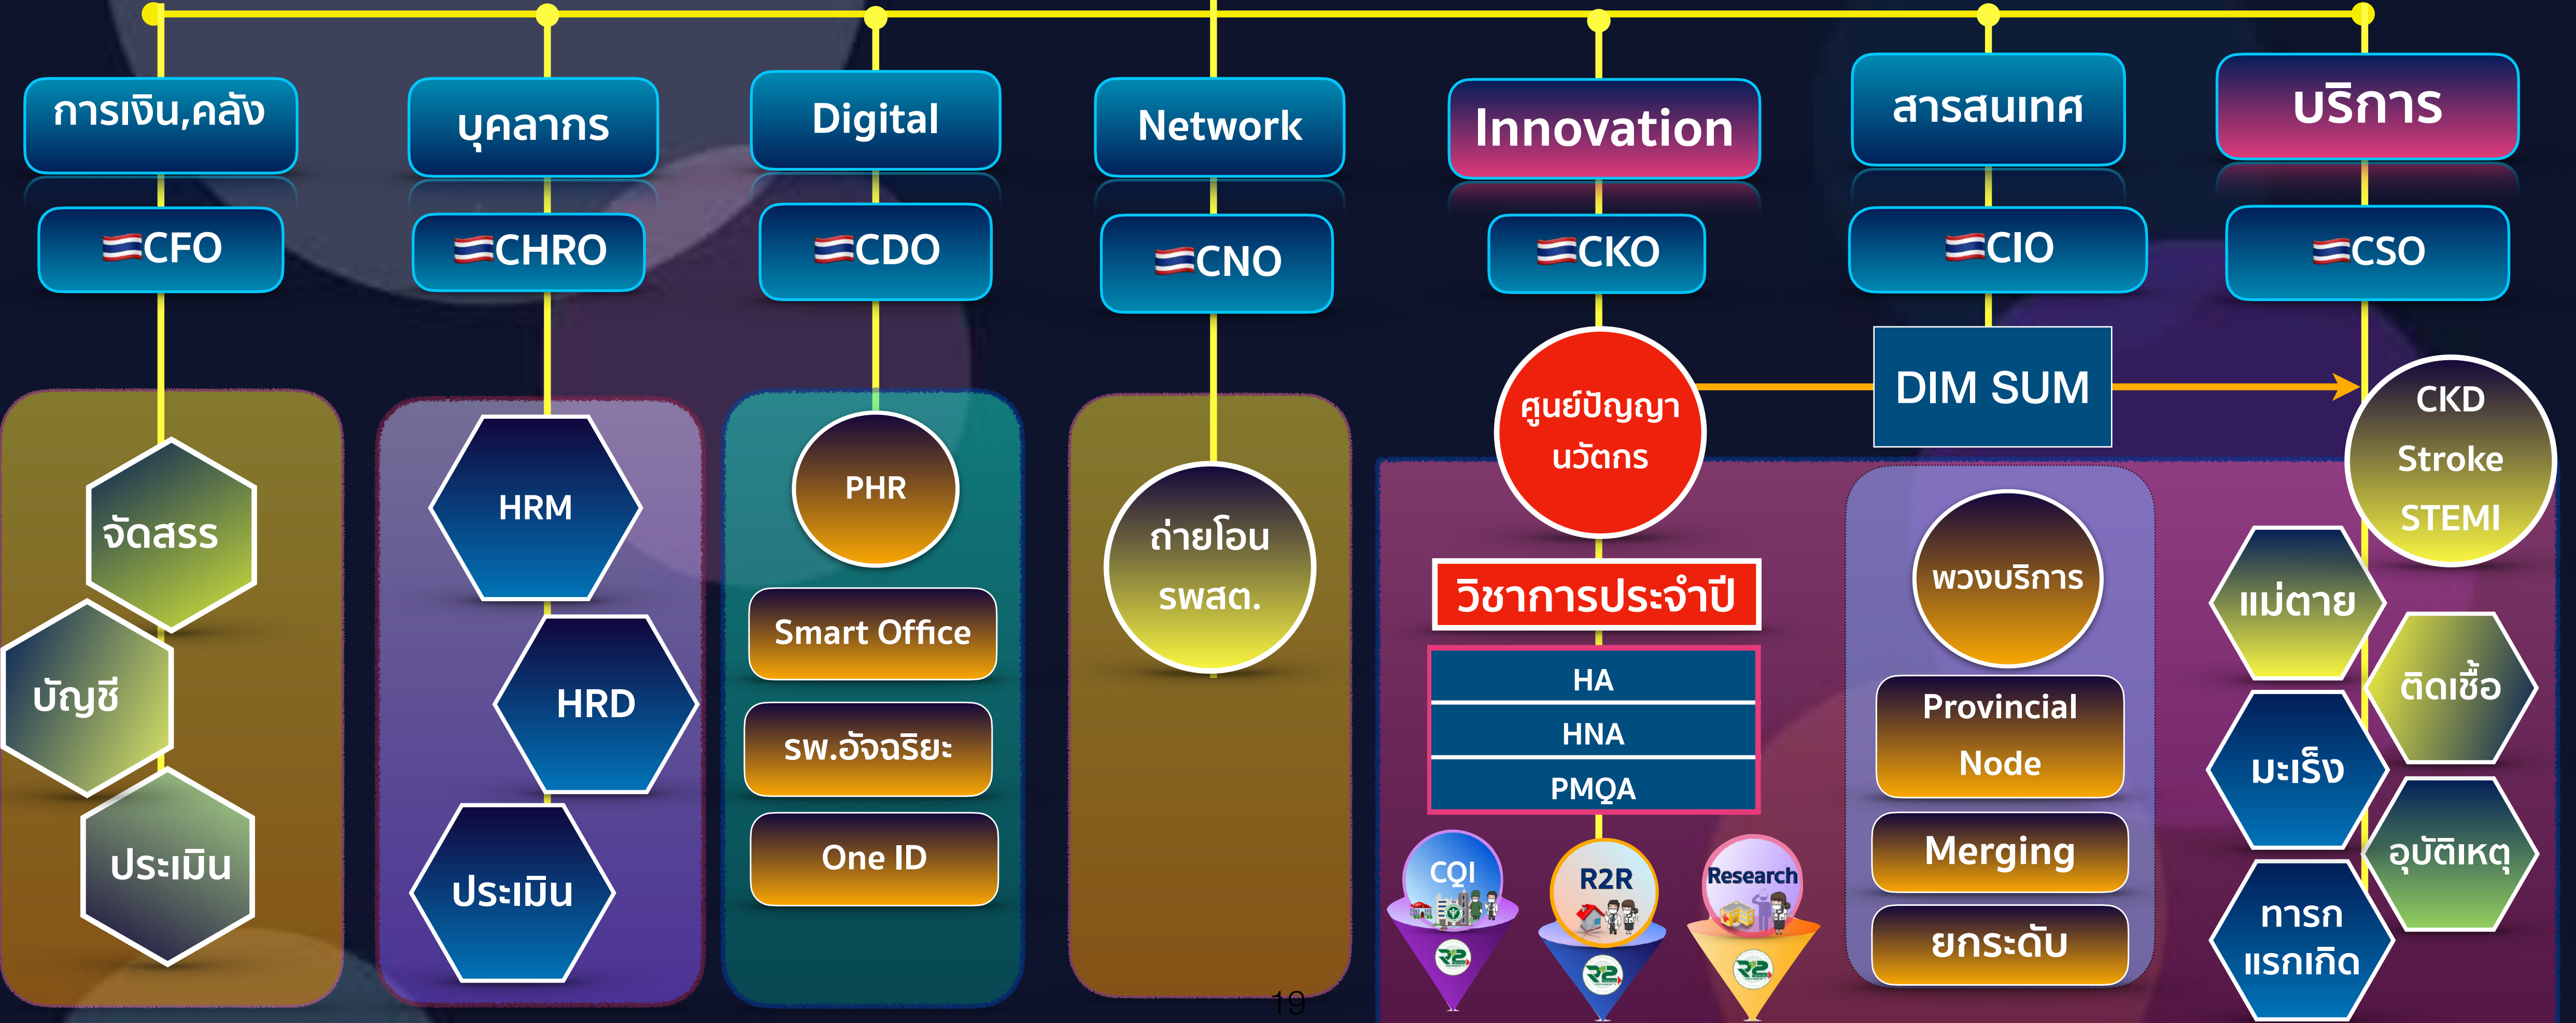 การเงิน,คลัง
บุคลากร
Digital
Network
Innovation
สารสนเทศ
บริการ
CFO
CHRO
CDO
CNO
CKO
CIO
CSO
จัดสรร
บัญชี
ประเมิน
HRM
HRD
ประเมิน
PHR
Smart Office
รพ.อัจฉริยะ
One ID
ถ่ายโอน
รพสต.
ศูนย์ปัญญา
นวัตกร
วิชาการประจำปี
HA
HNA
PMQA
CQI
R2R
Research
R2
R2
R2
DIM SUM
พวงบริการ
Provincial
Node
Merging
ยกระดับ
CKD
Stroke
STEMI
แม่ตาย
ติดเชื้อ
มะเร็ง
อุบัติเหตุ
ทารก
แรกเกิด
19